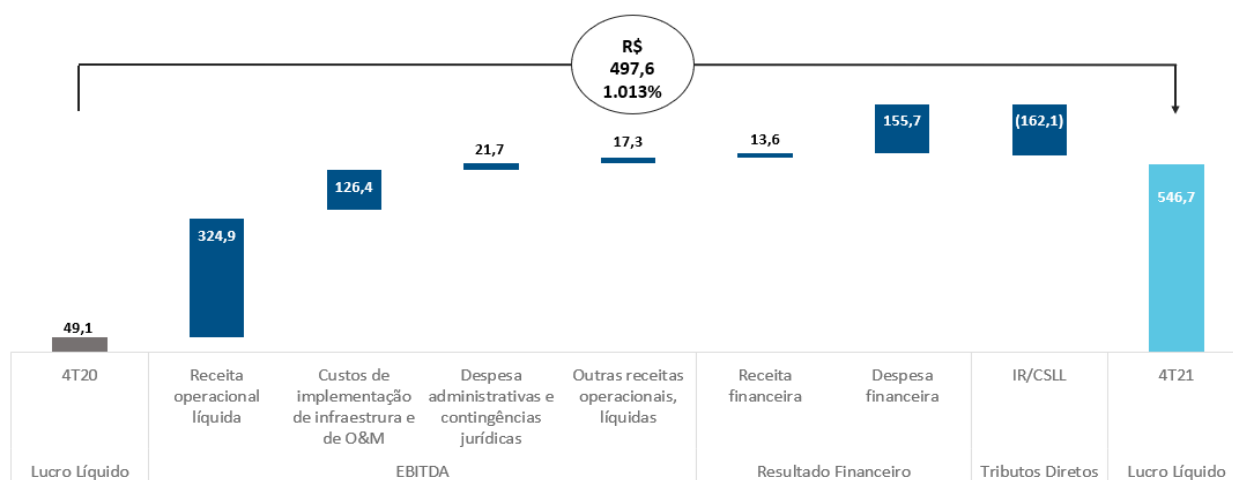 R$
497,6
1.013%
49,1
324,9
126,4
21,7
17,3
13,6
155,7
(162,1)
546,7
4T20
Receita
operacional
líquida
Custos de
implementação
de infraestrura e
de O&M
Despesa
administrativas e
contingências
jurídicas
Outras receitas
operacionais,
líquidas
Receita
financeira
Despesa
financeira
IR/CSLL
4T21
Lucro Líquido
EBITDA
Resultado Financeiro
Tributos Diretos
Lucro Líquido